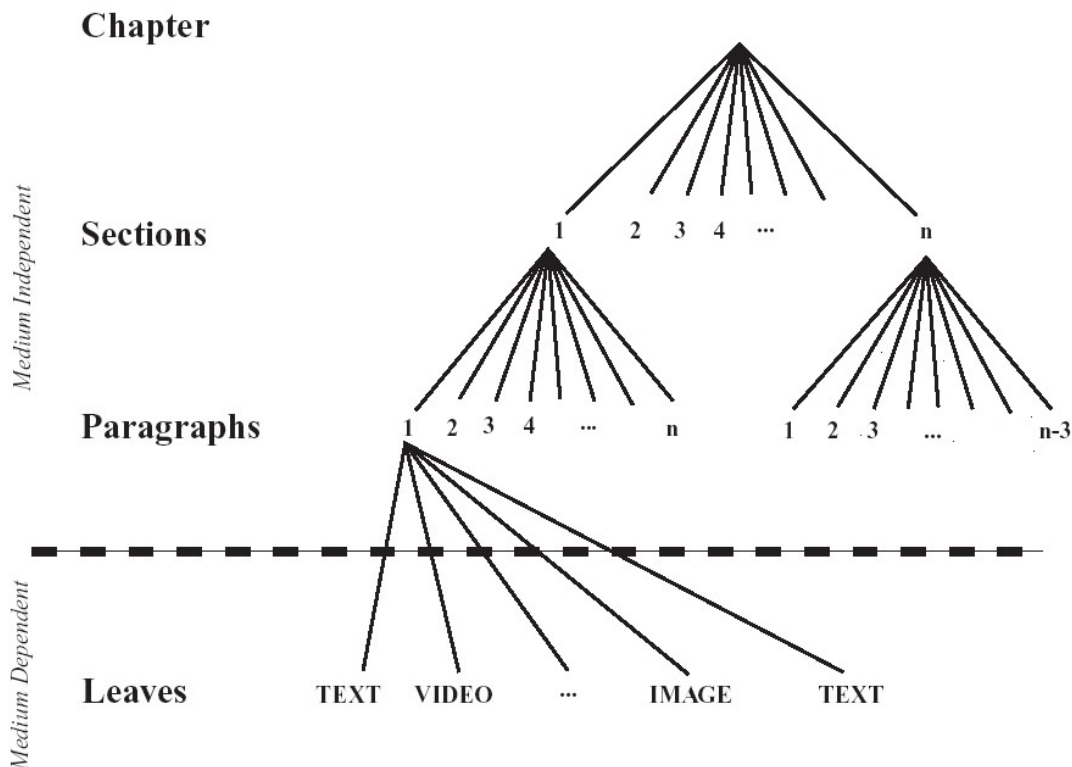 Chapter
Medium Independent
Sections 1 2 3 4 ... n
Paragraphs 1 2 3 4 ... n 1 2 3 ... n-3
Medium Dependent
Leaves TEXT VIDEO ... IMAGE TEXT